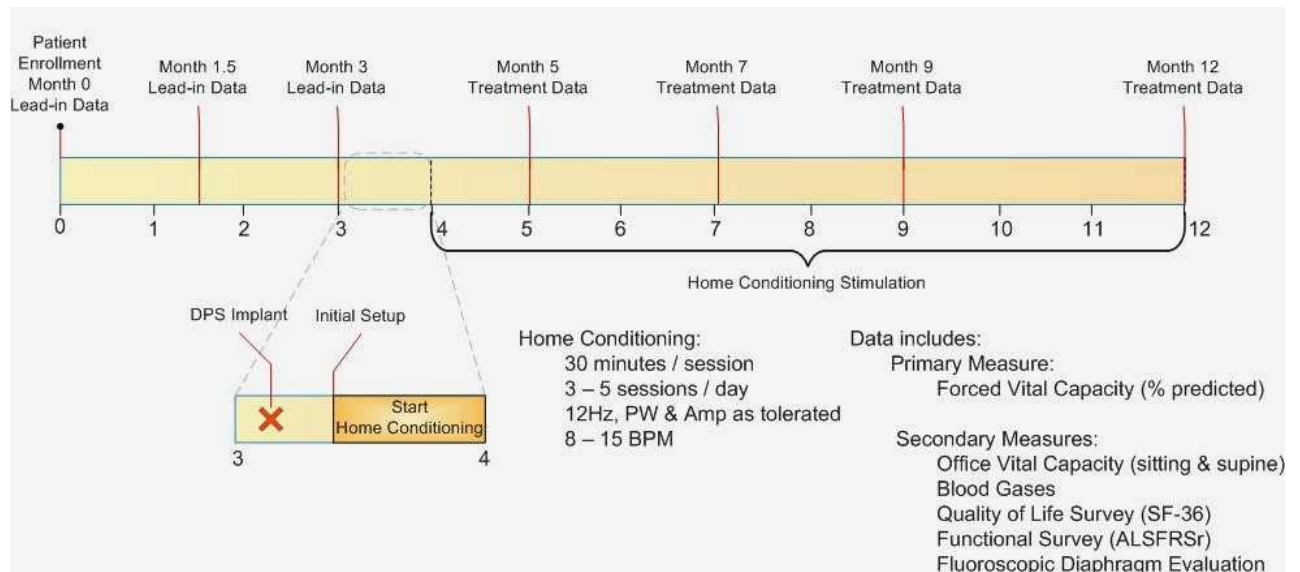 Patient
Enrollment
Month 0
Lead-in Data
Month 1.5
Lead-in Data
Month 3
Lead-in Data
Month 5
Treatment Data
Month 7
Treatment Data
Month 9
Treatment Data
Month 12
Treatment Data
0 1 2 3 4 5 6 7 8 9 10 11 12
Home Conditioning Stimulation
DPS Implant
Initial Setup
Start
Home Conditioning
3 4
Home Conditioning:
30 minutes / session
3 – 5 sessions / day
12Hz, PW & Amp as tolerated
8 – 15 BPM
Data includes:
Primary Measure:
Forced Vital Capacity (% predicted)
Secondary Measures:
Office Vital Capacity (sitting & supine)
Blood Gases
Quality of Life Survey (SF-36)
Functional Survey (ALSFRSr)
Fluoroscopic Diaphragm Evaluation